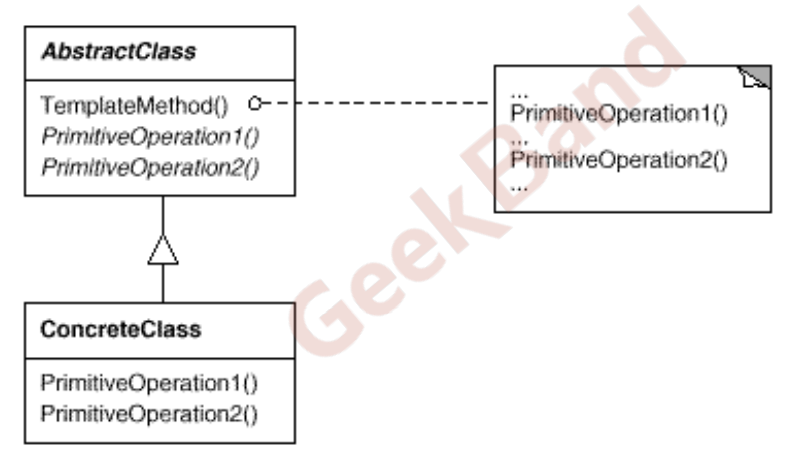 AbstractClass
TemplateMethod()
PrimitiveOperation1()
PrimitiveOperation2()
...
PrimitiveOperation1()
...
PrimitiveOperation2()
...
ConcreteClass
PrimitiveOperation1()
PrimitiveOperation2()
GeekBand